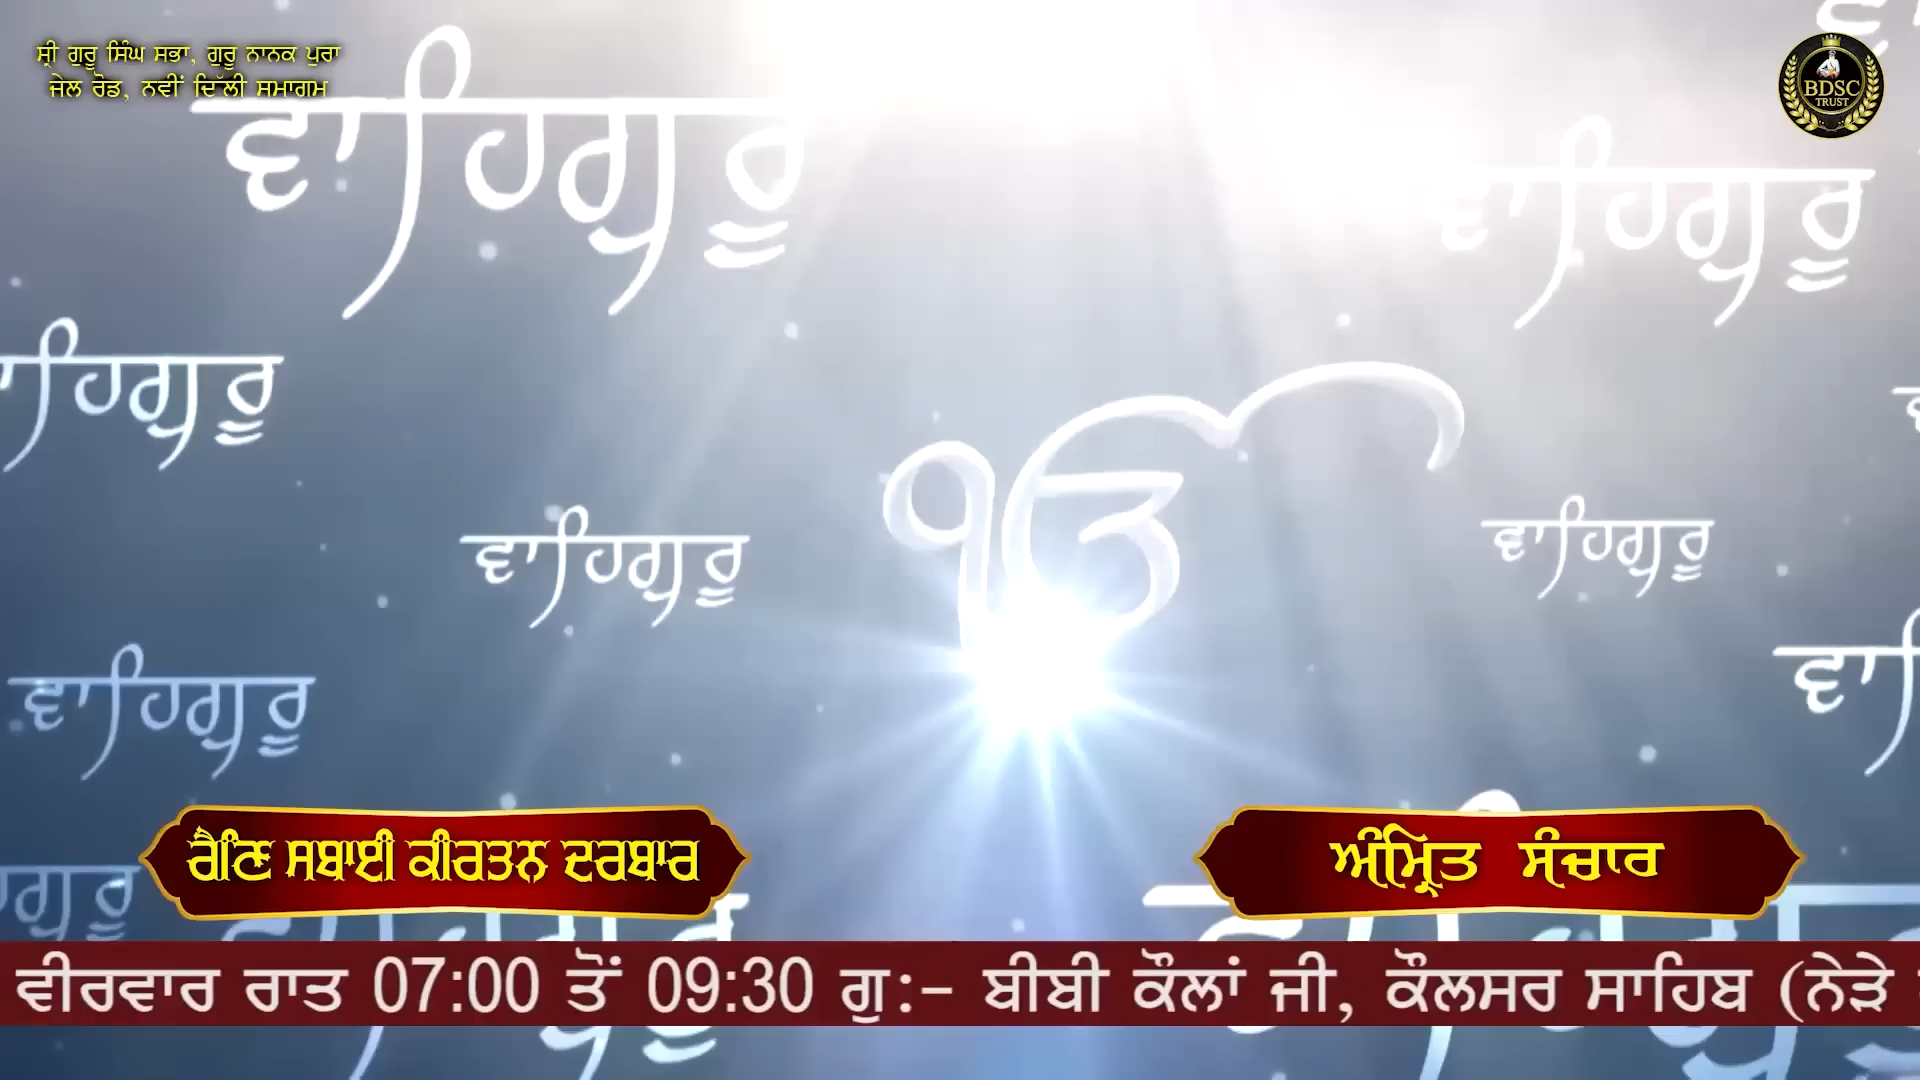 ਸ੍ਰੀ ਗੁਰੂ ਸਿੰਘ ਸਭਾ, ਗੁਰੂ ਨਾਨਕ ਪੁਰਾ
ਜੇਲ ਰੋਡ, ਨਵੀਂ ਦਿੱਲੀ ਸਮਾਗਮ
BDSC
TRUST
ਵਾਹਿਗੁਰੂ
ਵਾਹਿਗੁਰੂ
ਵਾਹਿਗੁਰੂ
ੴ
ਵਾਹਿਗੁਰੂ
ਵਾਹਿਗੁਰੂ
ਵਾਹਿਗੁਰੂ
ਰੈਣਿ ਸਬਾਈ ਕੀਰਤਨ ਦਰਬਾਰ
ਅੰਮ੍ਰਿਤ ਸੰਚਾਰ
ਵੀਰਵਾਰ ਰਾਤ 07:00 ਤੋਂ 09:30 ਗੁ:- ਬੀਬੀ ਕੌਲਾਂ ਜੀ, ਕੌਲਸਰ ਸਾਹਿਬ (ਨੇੜੇ